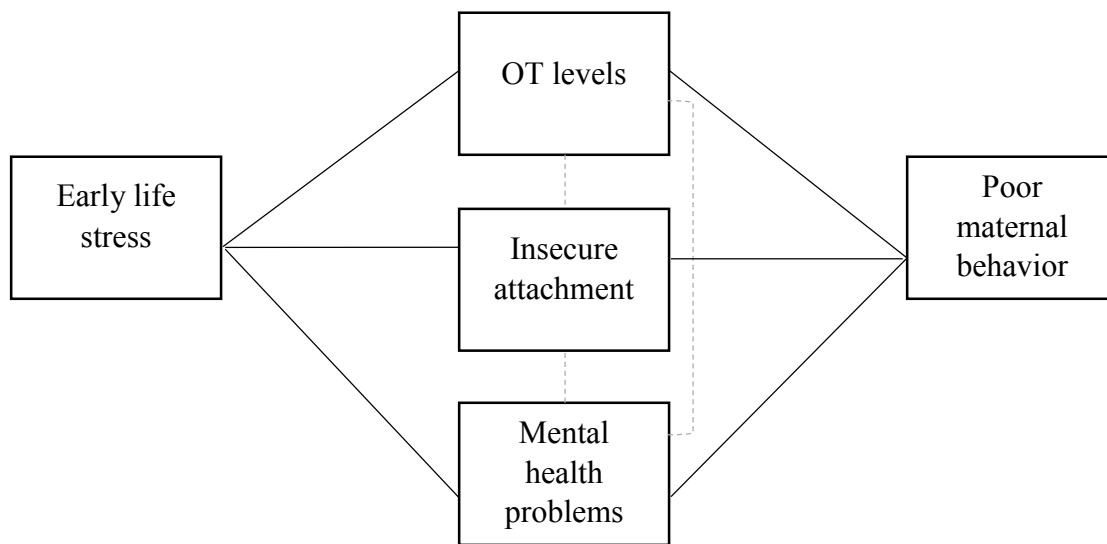 OT levels
Early life
stress
Insecure
attachment
Poor
maternal
behavior
Mental
health
problems